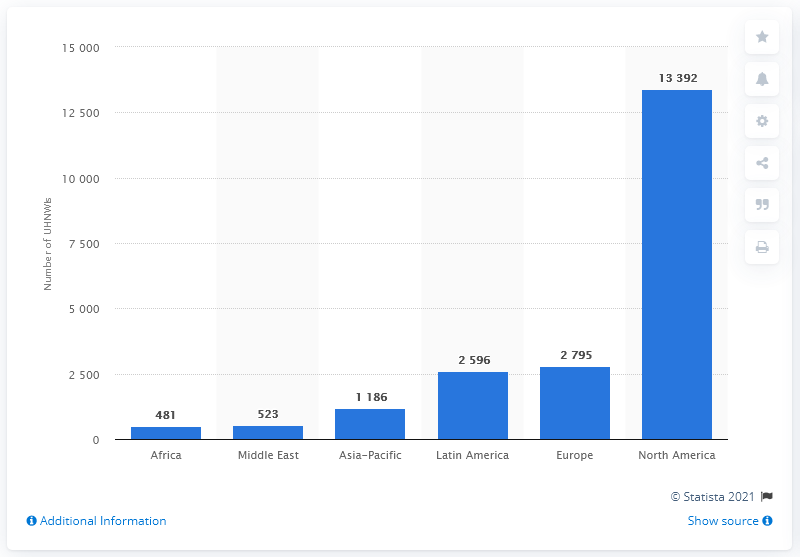 15 000
13 392
12 500
10 000
Number of UHNWIs
7 500
5 000
2 795
2 596
2 500
1 186
481
523
0
Africa
Middle East
Asia-Pacific
Latin America
Europe
North America
© Statista 2021
Additional Information
Show source